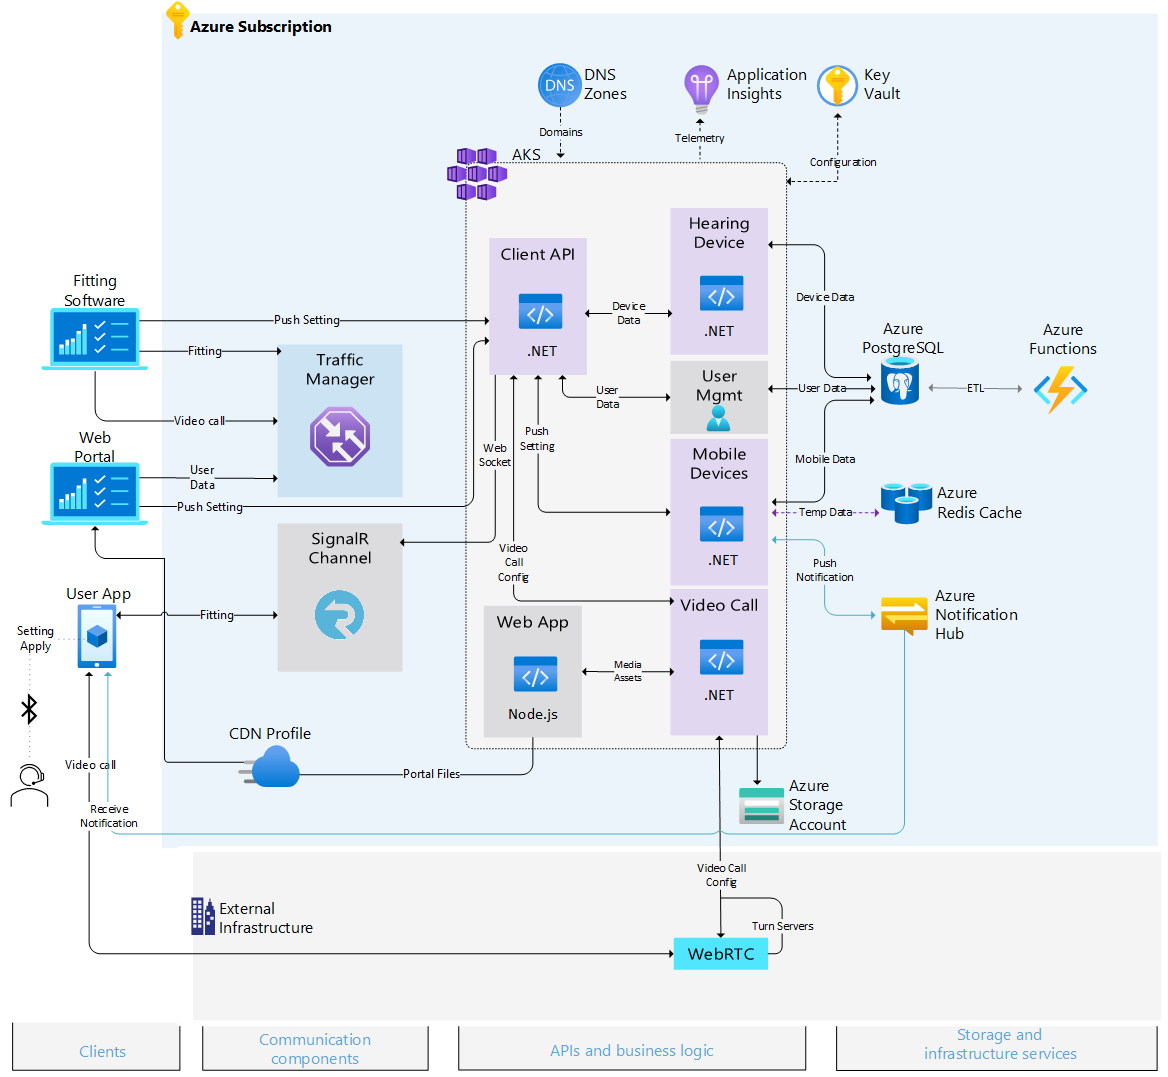 Azure Subscription
DNS
DNS
Zones
Application
Insights
Key
Vault
Domains
Telemetry
Configuration
AKS
Hearing
Device
.NET
Client API
.NET
Device
Data
Device Data
Fitting
Software
Push Setting
Fitting
Traffic
Manager
Video call
Web
Portal
User
Data
Push Setting
User
Mgmt
User
Data
User Data
Azure
PostgreSQL
Azure
Functions
ETL
Push
Setting
Web
Socket
Mobile
Devices
.NET
Mobile Data
Temp Data
Azure
Redis Cache
SignalR
Channel
Video
Call
Config
Push
Notification
User App
Fitting
Setting
Apply
Web App
Node.js
Video Call
.NET
Media
Assets
Azure
Notification
Hub
CDN Profile
Portal Files
Video call
Receive
Notification
Azure
Storage
Account
Video Call
Config
External
Infrastructure
Turn Servers
WebRTC
Clients
Communication
components
APIs and business logic
Storage and
infrastructure services